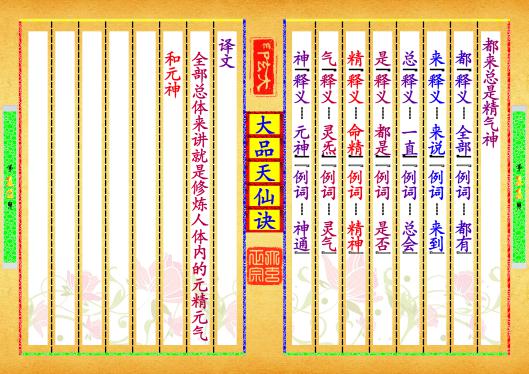 都来总是精气神
都【释义┅全部】【例词┅都有】
来【释义┅来说】【例词┅来到】
总【释义┅一直】【例词┅总会】
是【释义┅都是】【例词┅是否】
精【释义┅命精】【例词┅精神】
气【释义┅灵炁】【例词┅灵气】
神【释义┅元神】【例词┅神通】
大品天仙诀
译文
全部总体来讲就是修炼人体内的元精元气
和元神